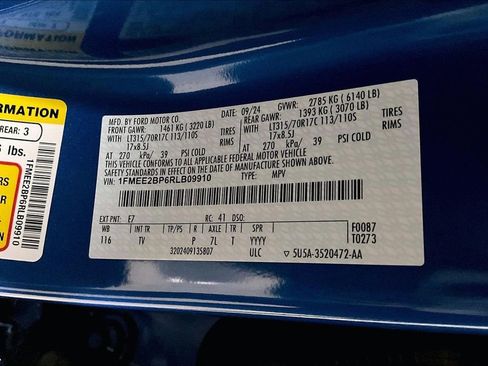 MFD. BY FORD MOTOR CO.
09/24 GVWR: 2785 KG ( 6140 LB)
FRONT GAWR: 1461 KG ( 3220 LB) REAR GAWR: 1393 KG ( 3070 LB)
LT315/70R17C 113/110S WITH LT315/70R17C 113/110S TIRES
17x8.5J 17x8.5J RIMS
AT 270 kPa/ 39 PSI COLD AT 270 kPa/ 39 PSI COLD
THIS VEHICLE CONFORMS TO ALL APPLICABLE FEDERAL MOTOR VEHICLE
SAFETY STANDARDS IN EFFECT ON THE DATE OF MANUFACTURE SHOWN ABOVE.
VIN: 1FMEE2BP6RLB09910 TYPE: MPV
EXT PNT: E7 RC: 41 DSO:
WB INT TR TP/PS R AXLE TR SPR
116 TV P 7L T YYYY
F0087
T0273
3202409135807 ULC 5U5A-3520472-AA
ORMATION
REAR: 3
lbs.
1FMEE2BP6RLB09910